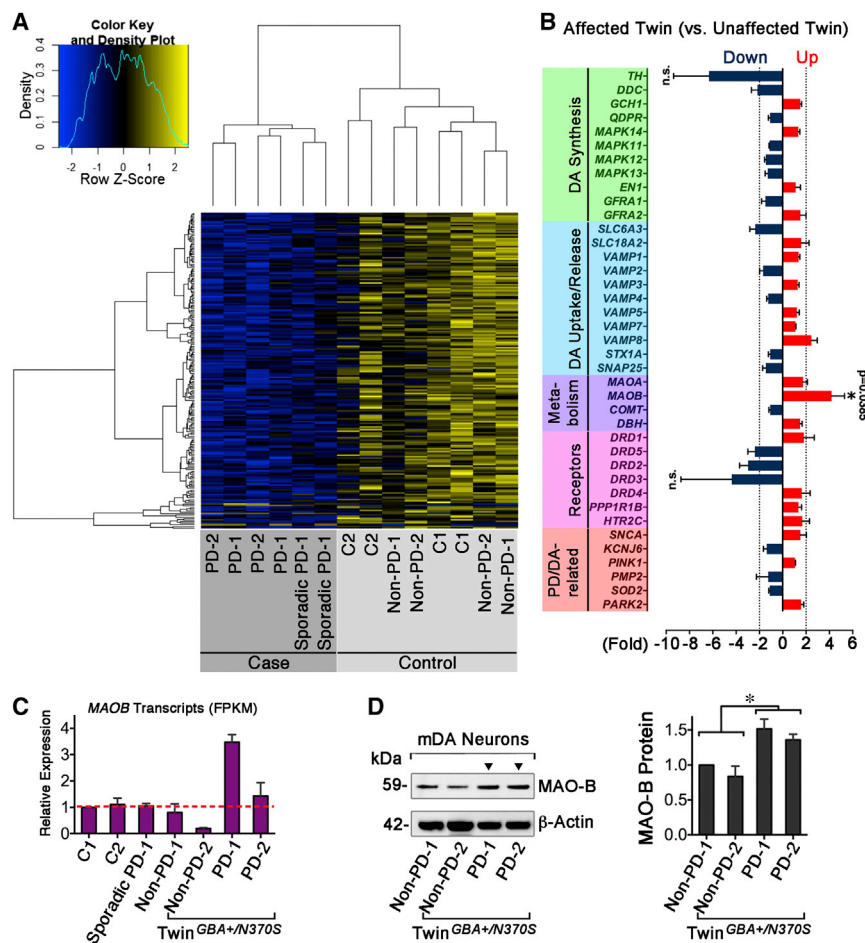 A
Color Key
and Density Plot
Density
0 0.1 0.2 0.3 0.4
-2 -1 0 1 2
Row Z-Score
PD-2
PD-1
PD-2
PD-1
Sporadic PD-1
Sporadic PD-1
C2
C2
Non-PD-1
Non-PD-2
C1
C1
Non-PD-2
Non-PD-1
Case
Control
B
Affected Twin (vs. Unaffected Twin)
Down
Up
DA Synthesis
TH
n.s.
DDC
GCH1
QDPR
MAPK14
MAPK11
MAPK12
MAPK13
EN1
GFRA1
GFRA2
DA Uptake/Release
SLC6A3
SLC18A2
VAMP1
VAMP2
VAMP3
VAMP4
VAMP5
VAMP7
VAMP8
STX1A
SNAP25
Meta-
bolism
MAOA
MAOB
*
p=0.0385
COMT
DBH
Receptors
DRD1
DRD5
DRD2
DRD3
n.s.
DRD4
PPP1R1B
HTR2C
PD/DA-
related
SNCA
KCNJ6
PINK1
PMP2
SOD2
PARK2
(Fold)
-10 -8 -6 -4 -2 0 2 4 6
C
MAOB Transcripts (FPKM)
Relative Expression
4
3
2
1
0
C1
C2
Sporadic PD-1
Non-PD-1
Non-PD-2
PD-1
PD-2
Twin GBA+/N370S
D
mDA Neurons
kDa
59-
MAO-B
42-
β-Actin
Non-PD-1
Non-PD-2
PD-1
PD-2
Twin GBA+/N370S
*
MAO-B Protein
1.5
1.0
0.5
0.0
Non-PD-1
Non-PD-2
PD-1
PD-2
Twin GBA+/N370S